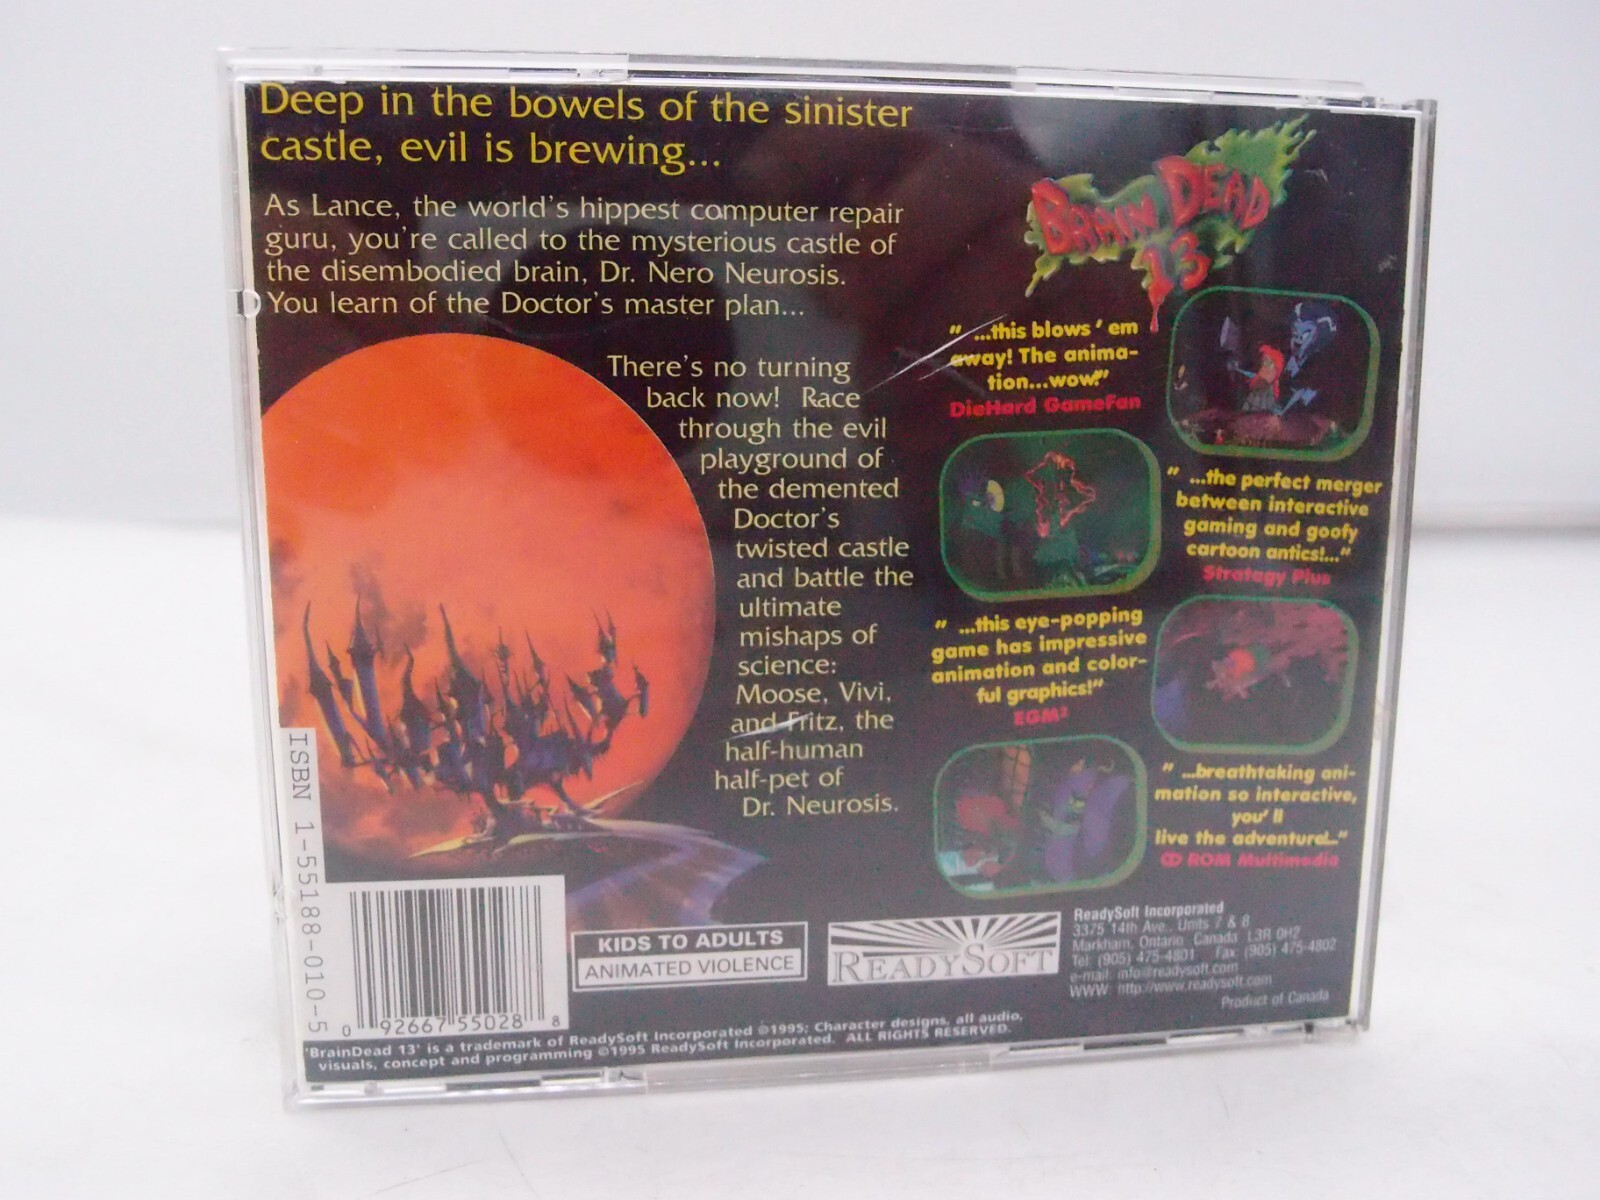 Deep in the bowels of the sinister
castle, evil is brewing...
As Lance, the world's hippest computer repair
guru, you're called to the mysterious castle of
the disembodied brain, Dr. Nero Neurosis.
You learn of the Doctor's master plan...
There's no turning
back now! Race
through the evil
playground of
the demented
Doctor's
twisted castle
and battle the
ultimate
mishaps of
science:
Moose, Vivi,
and Fritz, the
half-human
half-pet of
Dr. Neurosis.
BRAIN DEAD
13
" ...this blows 'em
away! The anima-
tion...wow!"
DieHard GameFan
" ...the perfect merger
between interactive
gaming and goofy
cartoon antics!..."
Strategy Plus
" ...this eye-popping
game has impressive
animation and color-
ful graphics!"
EGM²
" ...breathtaking ani-
mation so interactive,
you'll
live the adventure!..."
CD ROM Multimedia
ISBN 1-55188-010-5
0 92667 55028 8
KIDS TO ADULTS
ANIMATED VIOLENCE
READYSOFT
ReadySoft Incorporated
3375 14th Ave., Units 7 & 8
Markham, Ontario Canada L3R 0H2
Tel: (905) 475-4801 Fax: (905) 475-4802
e-mail: info@readysoft.com
WWW: http://www.readysoft.com
Product of Canada
'BrainDead 13' is a trademark of ReadySoft Incorporated ©1995; Character designs, all audio,
visuals, concept and programming ©1995 ReadySoft Incorporated. ALL RIGHTS RESERVED.